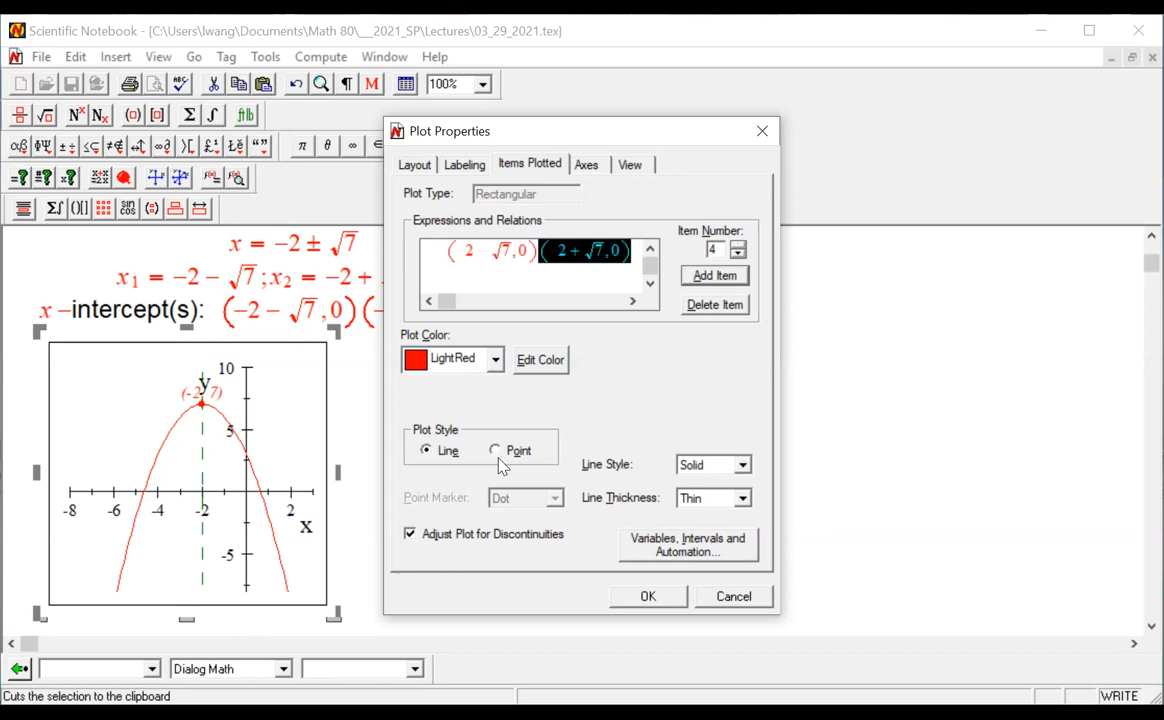 Scientific Notebook - [C:\Users\lwang\Documents\Math 80\__2021_SP\Lectures\03_29_2021.tex]
File Edit Insert View Go Tag Tools Compute Window Help
100%
x = −2 ± √7
x₁ = −2 − √7 ; x₂ = −2 +
x −intercept(s): (−2 − √7 , 0)(−
10
y
(-2, 7)
5
-8 -6 -4 -2 2 x
-5
Plot Properties
Layout Labeling Items Plotted Axes View
Plot Type: Rectangular
Expressions and Relations
( 2 √7,0) ( 2 + √7,0)
Item Number:
4
Add Item
Delete Item
Plot Color:
LightRed Edit Color
Plot Style
Line Point
Line Style: Solid
Point Marker: Dot Line Thickness: Thin
Adjust Plot for Discontinuities
Variables, Intervals and
Automation...
OK Cancel
Dialog Math
Cuts the selection to the clipboard
WRITE